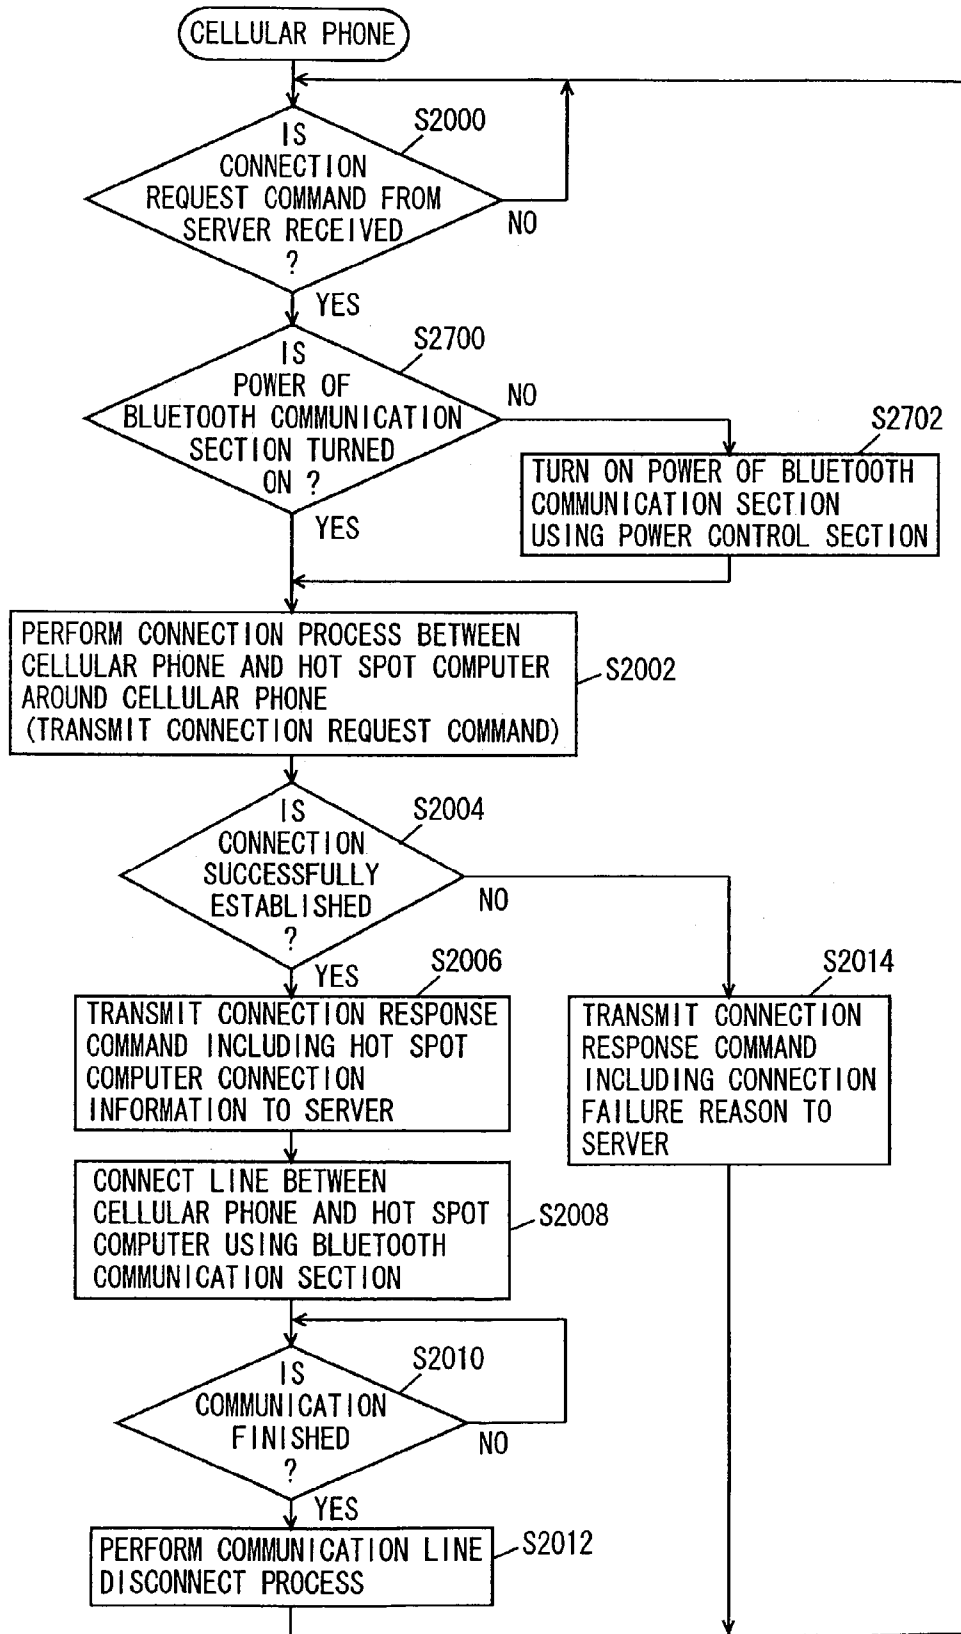 CELLULAR PHONE
S2000
IS
CONNECTION
REQUEST COMMAND FROM
SERVER RECEIVED
?
NO
YES
S2700
IS
POWER OF
BLUETOOTH COMMUNICATION
SECTION TURNED
ON ?
NO
YES
S2702
TURN ON POWER OF BLUETOOTH
COMMUNICATION SECTION
USING POWER CONTROL SECTION
PERFORM CONNECTION PROCESS BETWEEN
CELLULAR PHONE AND HOT SPOT COMPUTER
AROUND CELLULAR PHONE
(TRANSMIT CONNECTION REQUEST COMMAND)
S2002
IS
CONNECTION
SUCCESSFULLY
ESTABLISHED
?
S2004
NO
YES
S2006
TRANSMIT CONNECTION RESPONSE
COMMAND INCLUDING HOT SPOT
COMPUTER CONNECTION
INFORMATION TO SERVER
S2014
TRANSMIT CONNECTION
RESPONSE COMMAND
INCLUDING CONNECTION
FAILURE REASON TO
SERVER
CONNECT LINE BETWEEN
CELLULAR PHONE AND HOT SPOT
COMPUTER USING BLUETOOTH
COMMUNICATION SECTION
S2008
IS
COMMUNICATION
FINISHED
?
S2010
NO
YES
PERFORM COMMUNICATION LINE
DISCONNECT PROCESS
S2012